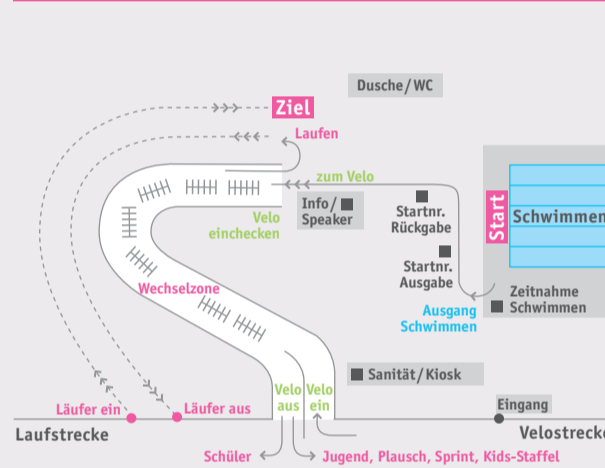 Dusche/WC
Ziel
Laufen
zum Velo
Info/
Speaker
Velo
einchecken
Startnr.
Rückgabe
Startnr.
Ausgabe
Start
Schwimmen
Zeitnahme
Schwimmen
Ausgang
Schwimmen
Wechselzone
Sanität/Kiosk
Velo
aus
Velo
ein
Läufer ein
Läufer aus
Eingang
Laufstrecke
Velostrecke
Schüler
Jugend, Plausch, Sprint, Kids-Staffel